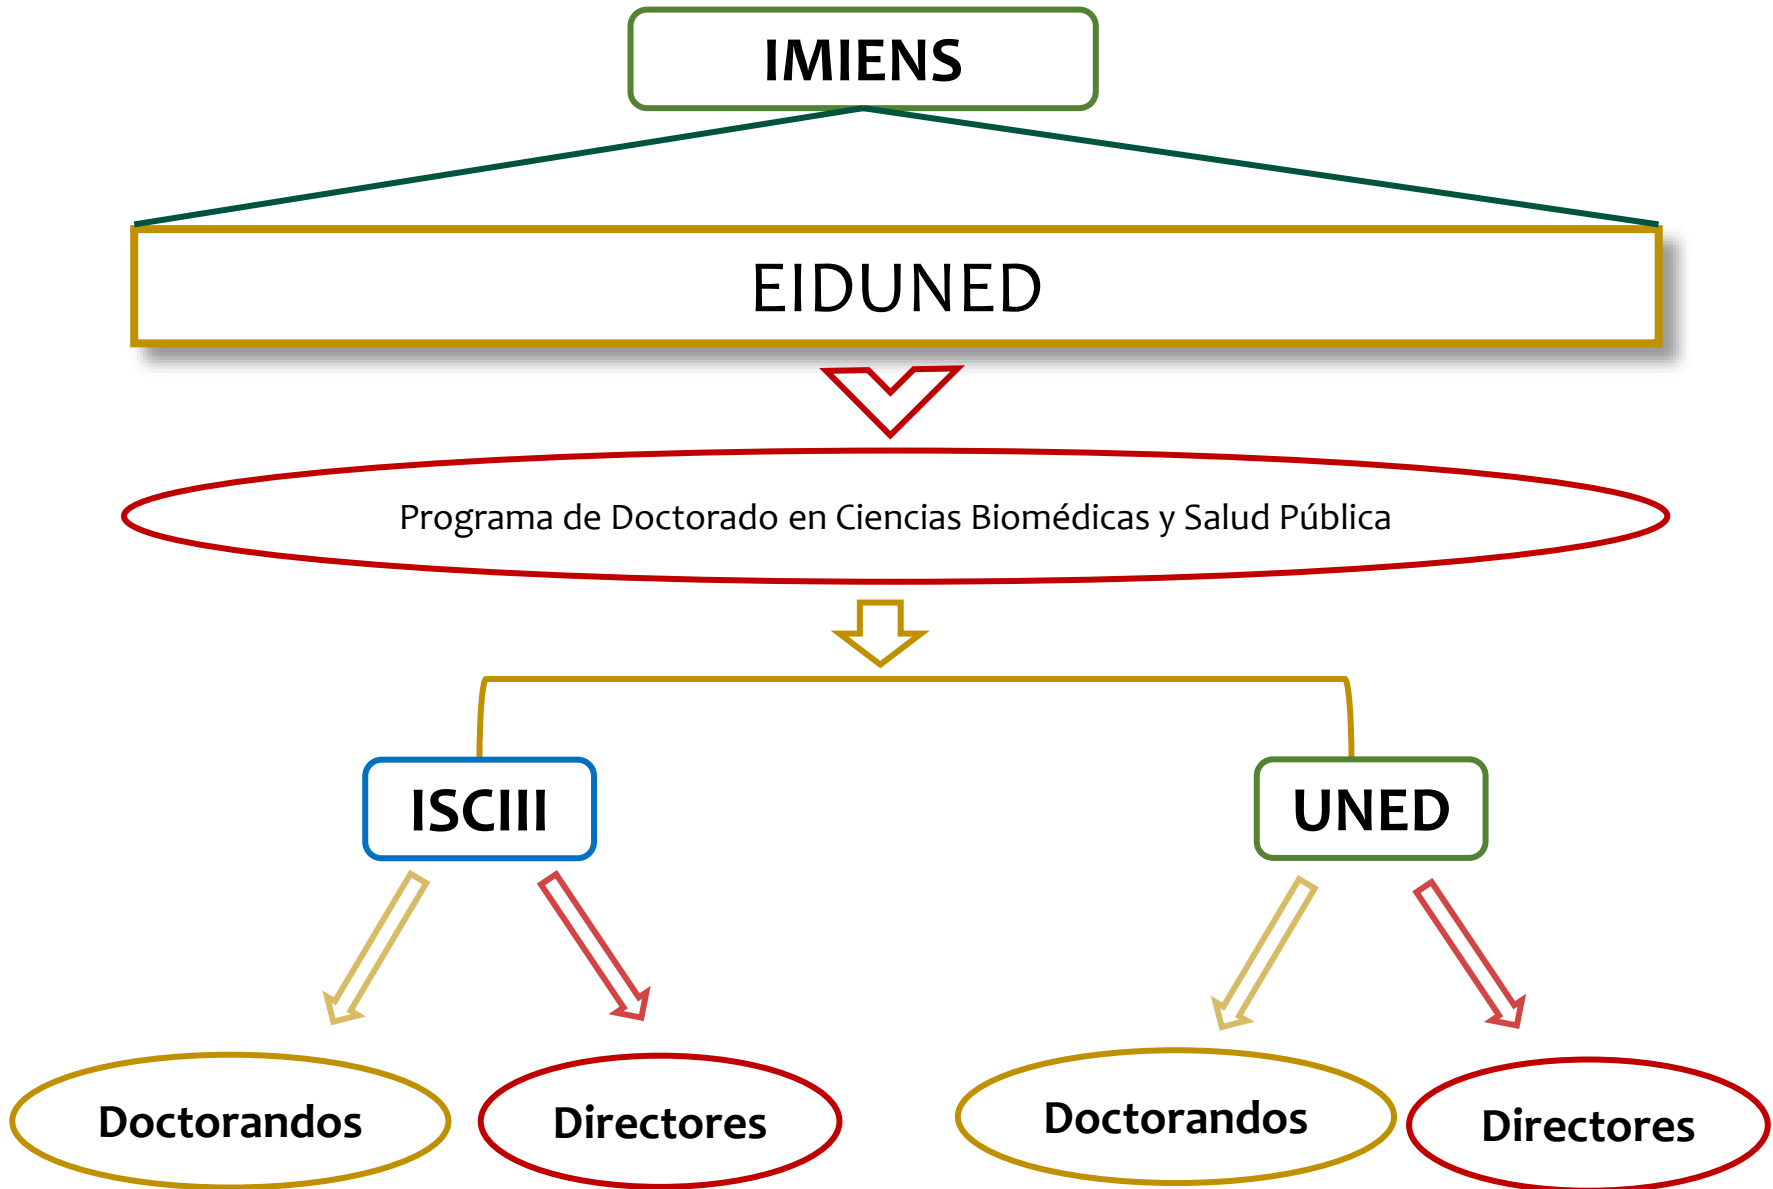 IMIENS
EIDUNED
Programa de Doctorado en Ciencias Biomédicas y Salud Pública
ISCIII
UNED
Doctorandos
Directores
Doctorandos
Directores